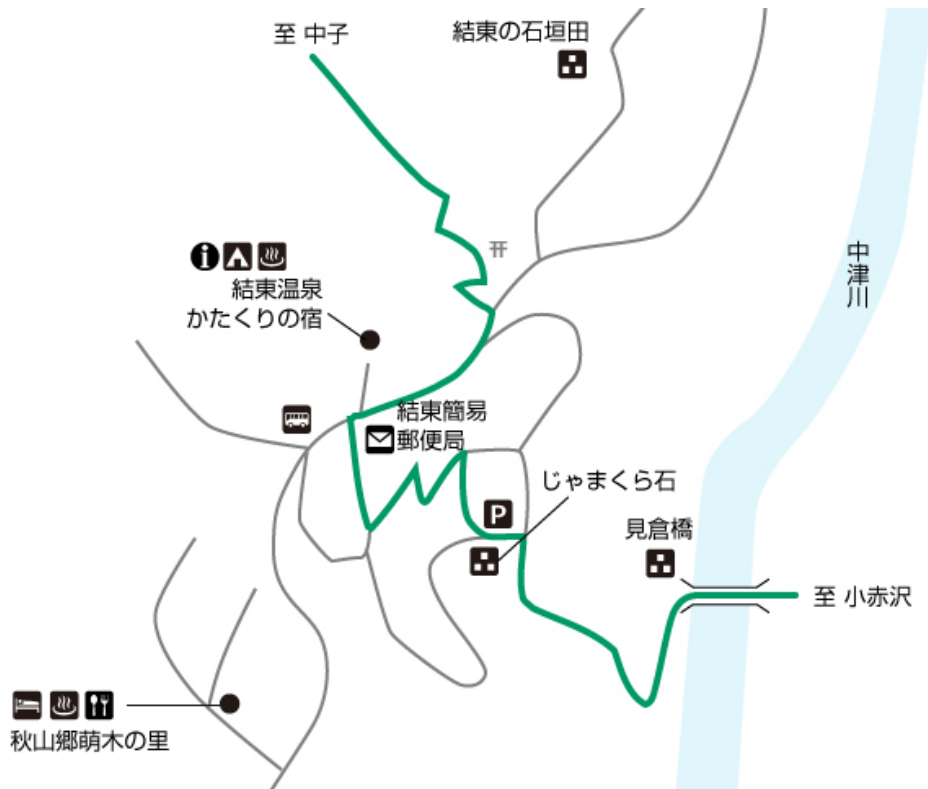 至 中子
結東の石垣田
中津川
結東温泉
かたくりの宿
結東簡易
郵便局
じゃまくら石
P
見倉橋
至 小赤沢
秋山郷萌木の里